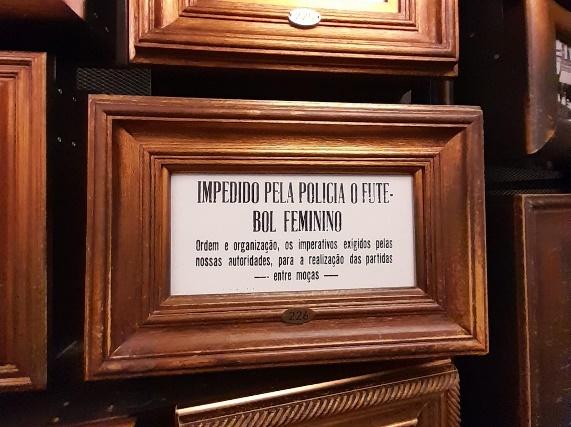 IMPEDIDO PELA POLICIA O FUTE-
BOL FEMININO
Ordem e organização, os imperativos exigidos pelas
nossas autoridades, para a realização das partidas
—- entre moças —
226